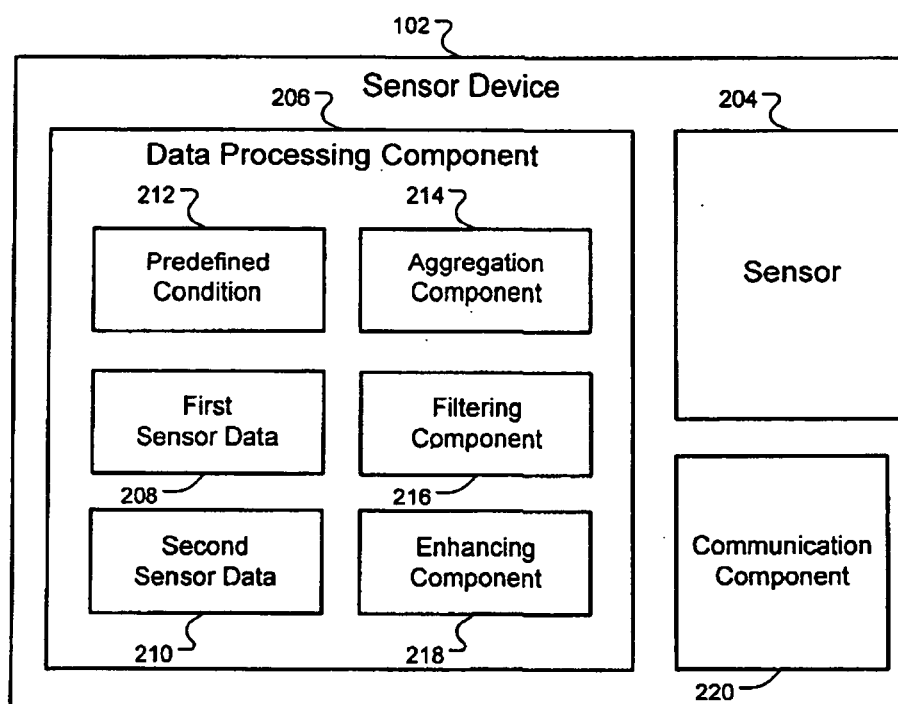 102
Sensor Device
206
204
Data Processing Component
212
214
Predefined
Condition
Aggregation
Component
Sensor
First
Sensor Data
Filtering
Component
208
216
Second
Sensor Data
Enhancing
Component
Communication
Component
210
218
220